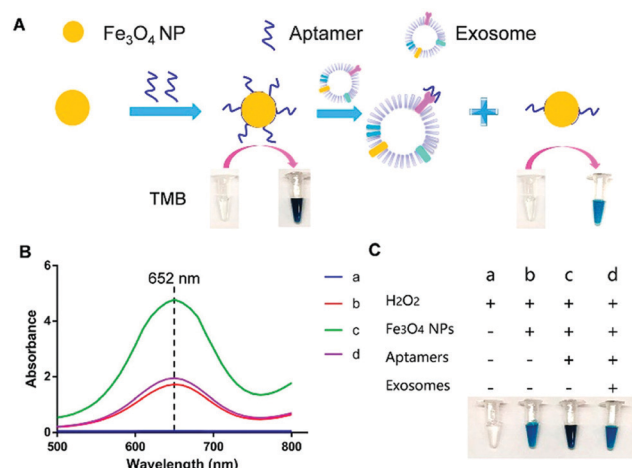 A
Fe3O4 NP
Aptamer
Exosome
TMB
B
652 nm
6
4
2
0
500
600
700
800
Absorbance
Wavelength (nm)
a
b
c
d
C
a b c d
H2O2 + + + +
Fe3O4 NPs - + + +
Aptamers - - + +
Exosomes - - - +